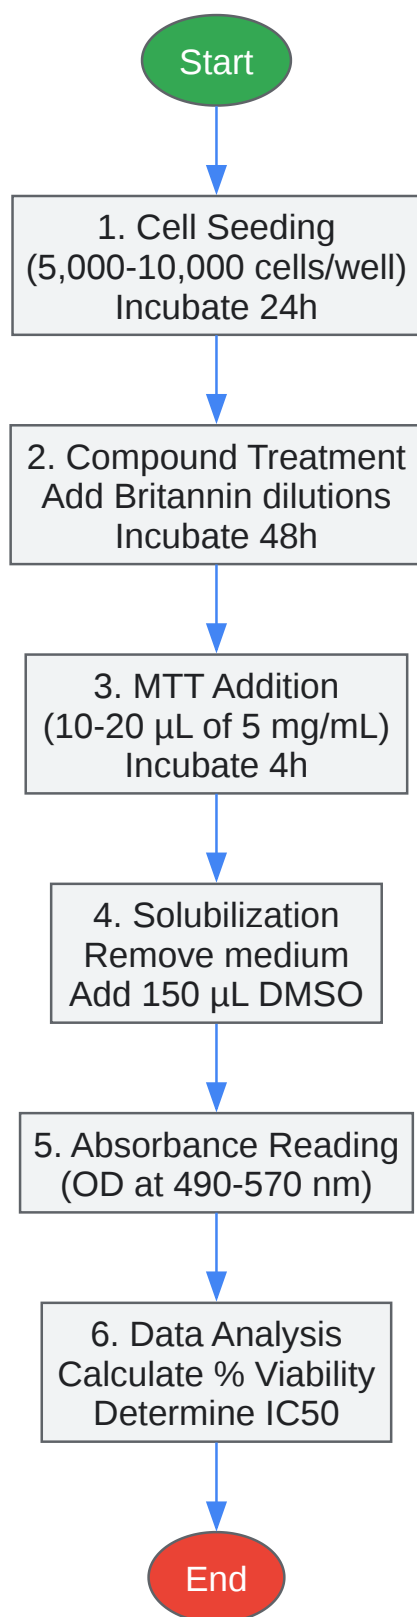 Start
1. Cell Seeding
(5,000-10,000 cells/well)
Incubate 24h
2. Compound Treatment
Add Britannin dilutions
Incubate 48h
3. MTT Addition
(10-20 µL of 5 mg/mL)
Incubate 4h
4. Solubilization
Remove medium
Add 150 µL DMSO
5. Absorbance Reading
(OD at 490-570 nm)
6. Data Analysis
Calculate % Viability
Determine IC50
End